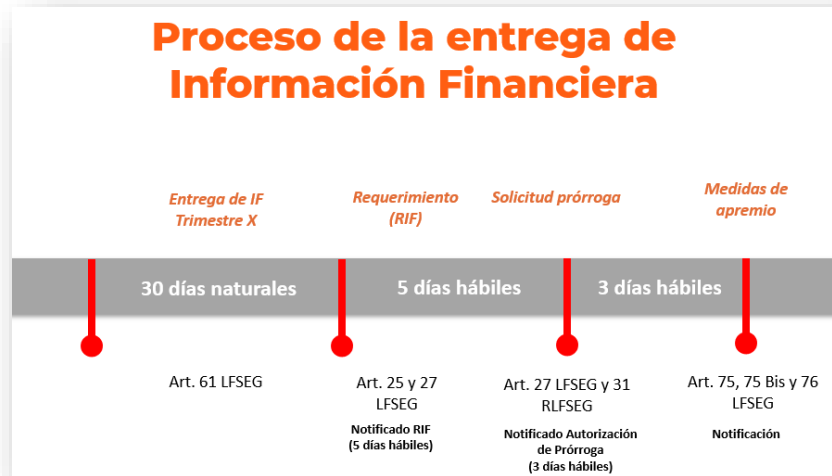 Proceso de la entrega de
Información Financiera
Entrega de IF
Trimestre X
Requerimiento
(RIF)
Solicitud prórroga
Medidas de
apremio
30 días naturales
5 días hábiles
3 días hábiles
Art. 61 LFSEG
Art. 25 y 27
LFSEG
Notificado RIF
(5 días hábiles)
Art. 27 LFSEG y 31
RLFSEG
Notificado Autorización
de Prórroga
(3 días hábiles)
Art. 75, 75 Bis y 76
LFSEG
Notificación